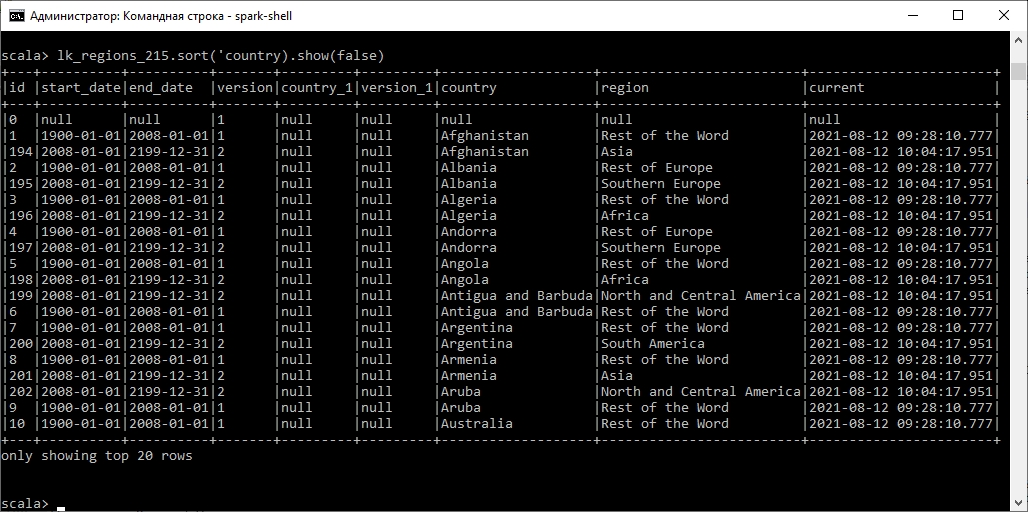 Администратор: Командная строка - spark-shell
scala> lk_regions_215.sort('country).show(false)
+---+----------+----------+-------+---------+---------+-------------------+-------------------------+-----------------------+
|id |start_date|end_date  |version|country_1|version_1|country            |region                   |current                |
+---+----------+----------+-------+---------+---------+-------------------+-------------------------+-----------------------+
|0  |null      |null      |1      |null     |null     |null               |null                     |null                   |
|1  |1900-01-01|2008-01-01|1      |null     |null     |Afghanistan        |Rest of the Word         |2021-08-12 09:28:10.777|
|194|2008-01-01|2199-12-31|2      |null     |null     |Afghanistan        |Asia                     |2021-08-12 10:04:17.951|
|2  |1900-01-01|2008-01-01|1      |null     |null     |Albania            |Rest of Europe           |2021-08-12 09:28:10.777|
|195|2008-01-01|2199-12-31|2      |null     |null     |Albania            |Southern Europe          |2021-08-12 10:04:17.951|
|3  |1900-01-01|2008-01-01|1      |null     |null     |Algeria            |Rest of the Word         |2021-08-12 09:28:10.777|
|196|2008-01-01|2199-12-31|2      |null     |null     |Algeria            |Africa                   |2021-08-12 10:04:17.951|
|4  |1900-01-01|2008-01-01|1      |null     |null     |Andorra            |Rest of Europe           |2021-08-12 09:28:10.777|
|197|2008-01-01|2199-12-31|2      |null     |null     |Andorra            |Southern Europe          |2021-08-12 10:04:17.951|
|5  |1900-01-01|2008-01-01|1      |null     |null     |Angola             |Rest of the Word         |2021-08-12 09:28:10.777|
|198|2008-01-01|2199-12-31|2      |null     |null     |Angola             |Africa                   |2021-08-12 10:04:17.951|
|199|2008-01-01|2199-12-31|2      |null     |null     |Antigua and Barbuda|North and Central America|2021-08-12 10:04:17.951|
|6  |1900-01-01|2008-01-01|1      |null     |null     |Antigua and Barbuda|Rest of the Word         |2021-08-12 09:28:10.777|
|7  |1900-01-01|2008-01-01|1      |null     |null     |Argentina          |Rest of the Word         |2021-08-12 09:28:10.777|
|200|2008-01-01|2199-12-31|2      |null     |null     |Argentina          |South America            |2021-08-12 10:04:17.951|
|8  |1900-01-01|2008-01-01|1      |null     |null     |Armenia            |Rest of the Word         |2021-08-12 09:28:10.777|
|201|2008-01-01|2199-12-31|2      |null     |null     |Armenia            |Asia                     |2021-08-12 10:04:17.951|
|202|2008-01-01|2199-12-31|2      |null     |null     |Aruba              |North and Central America|2021-08-12 10:04:17.951|
|9  |1900-01-01|2008-01-01|1      |null     |null     |Aruba              |Rest of the Word         |2021-08-12 09:28:10.777|
|10 |1900-01-01|2008-01-01|1      |null     |null     |Australia          |Rest of the Word         |2021-08-12 09:28:10.777|
+---+----------+----------+-------+---------+---------+-------------------+-------------------------+-----------------------+
only showing top 20 rows
scala>